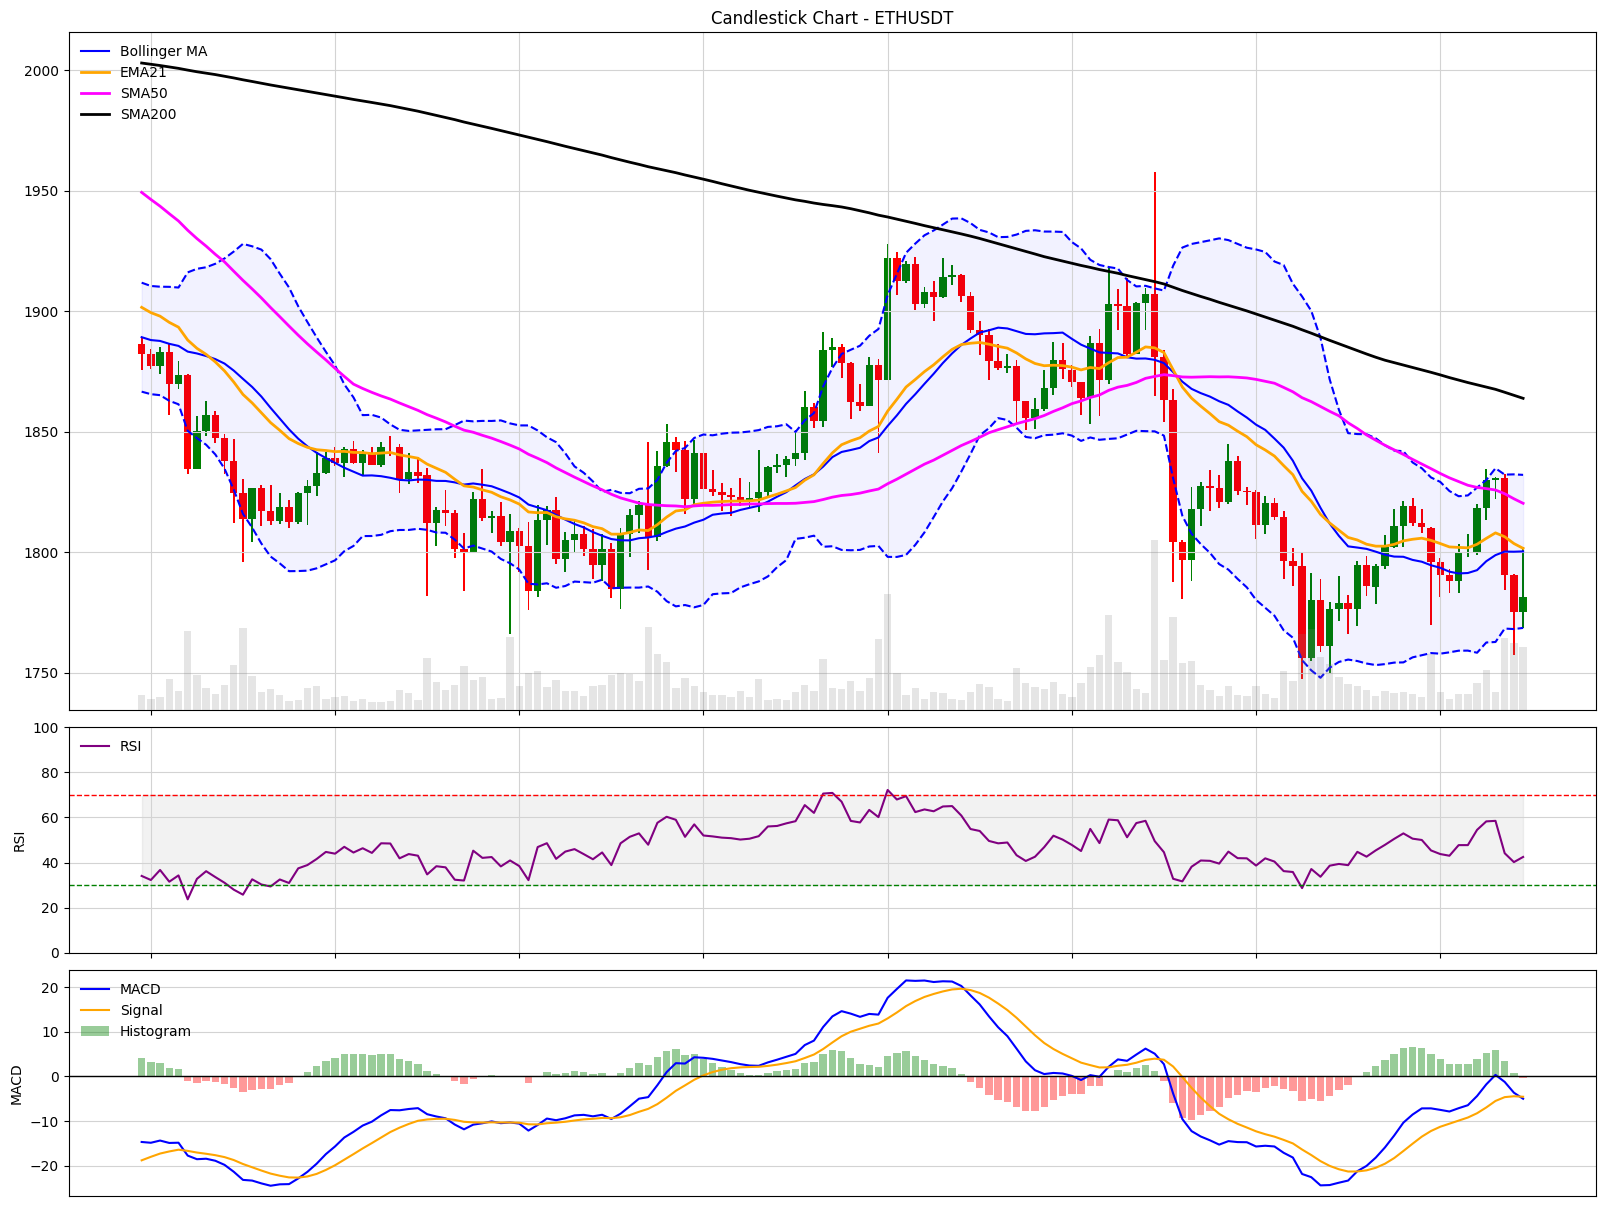 Candlestick Chart - ETHUSDT
Bollinger MA
EMA21
SMA50
SMA200
2000
1950
1900
1850
1800
1750
RSI
100
80
60
40
20
0
RSI
MACD
Signal
Histogram
20
10
0
−10
−20
MACD